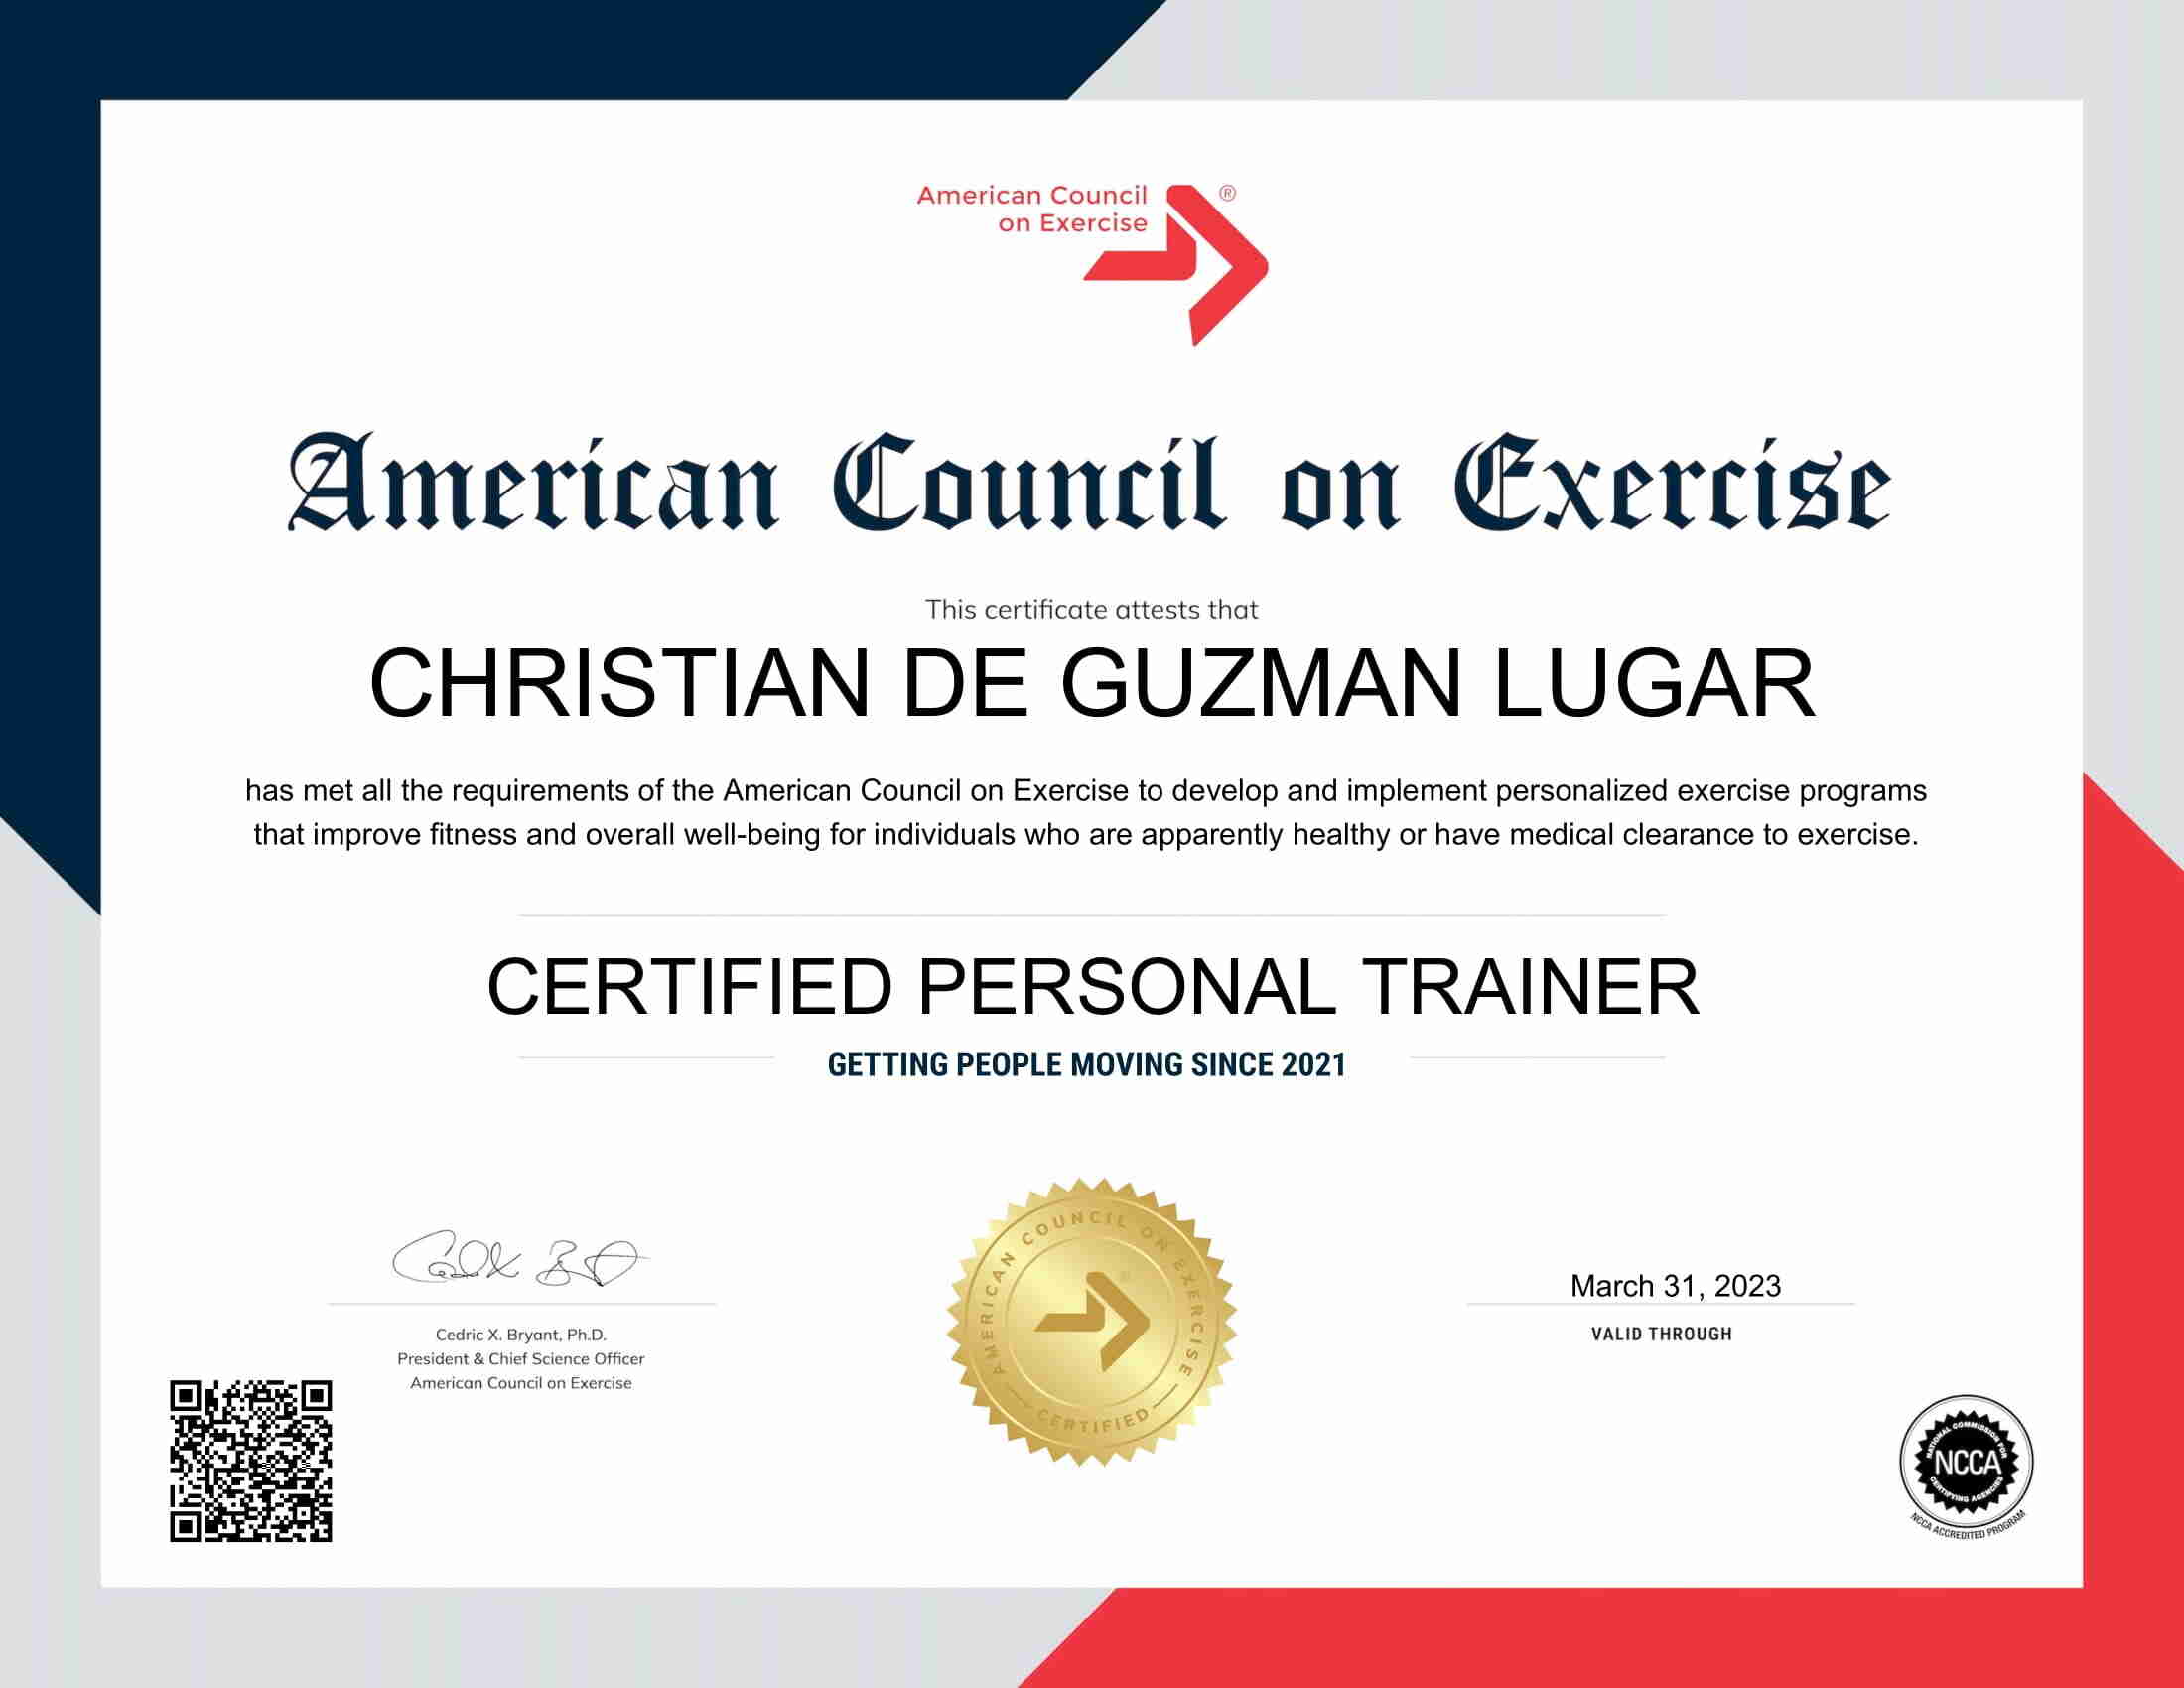 American Council
on Exercise
®
American Council on Exercise
This certificate attests that
CHRISTIAN DE GUZMAN LUGAR
has met all the requirements of the American Council on Exercise to develop and implement personalized exercise programs
that improve fitness and overall well-being for individuals who are apparently healthy or have medical clearance to exercise.
CERTIFIED PERSONAL TRAINER
GETTING PEOPLE MOVING SINCE 2021
AMERICAN COUNCIL ON EXERCISE
CERTIFIED
March 31, 2023
VALID THROUGH
Cedric X. Bryant, Ph.D.
President & Chief Science Officer
American Council on Exercise
NATIONAL COMMISSION FOR
NCCA
CERTIFYING AGENCIES
NCCA ACCREDITED PROGRAM